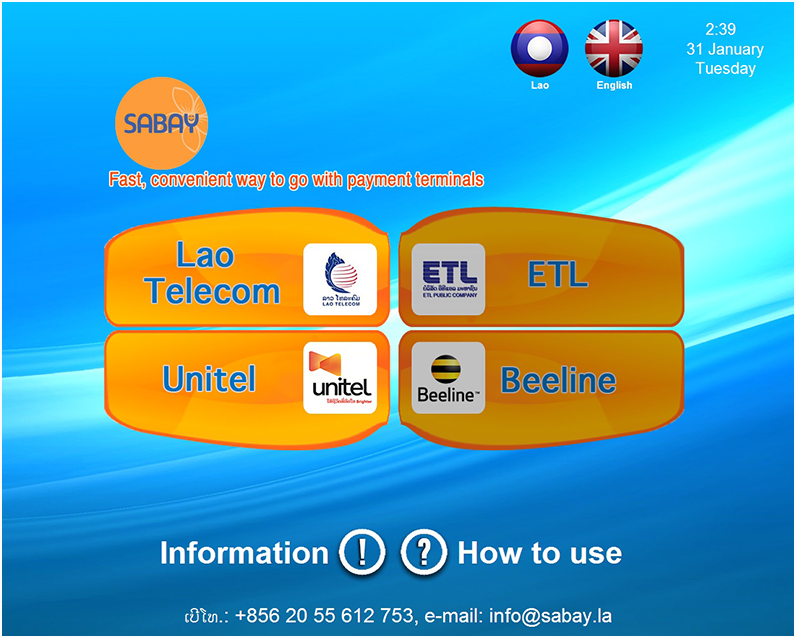 2:39
31 January
Tuesday
Lao
English
SABAY
Fast, convenient way to go with payment terminals
Lao
Telecom
ລາວ ໂທລະຄົມ
LAO TELECOM
ETL
ETL PUBLIC COMPANY
ETL
Unitel
unitel
Beeline™
Beeline
Information ! ? How to use
ເບີໂທ.: +856 20 55 612 753, e-mail: info@sabay.la